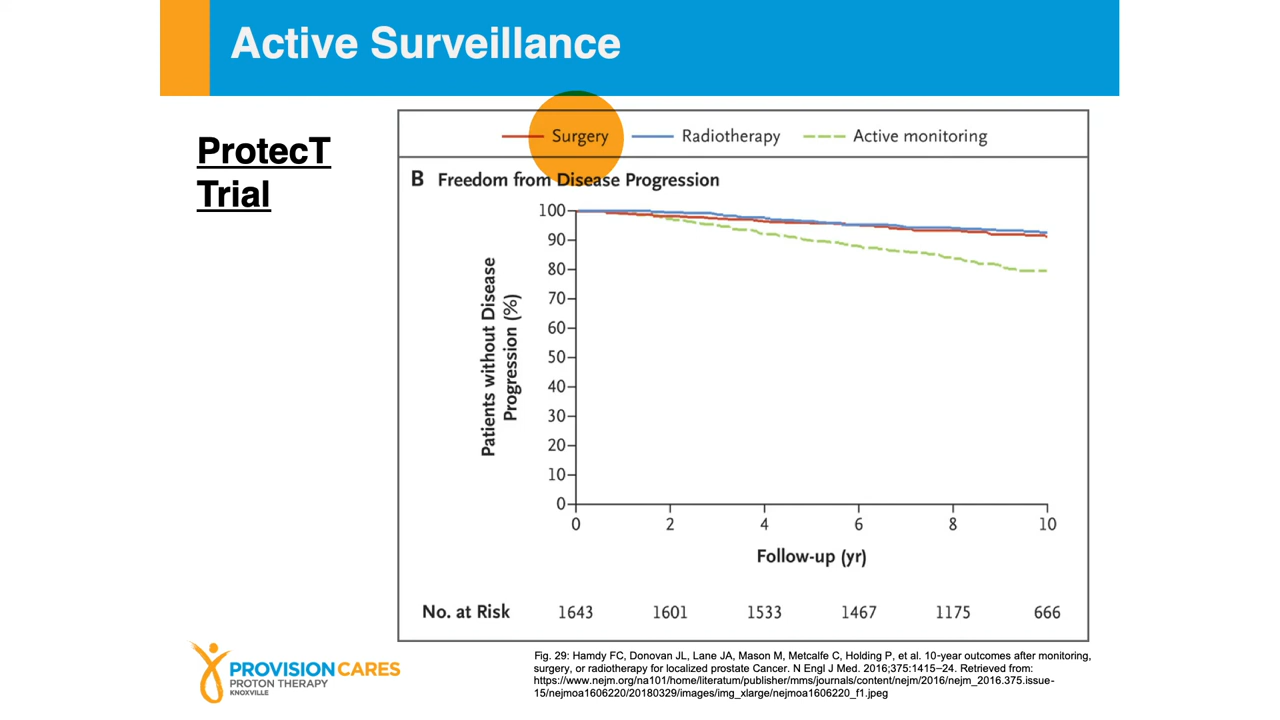 Active Surveillance
ProtecT
Trial
Surgery Radiotherapy Active monitoring
B Freedom from Disease Progression
Patients without Disease
Progression (%)
100
90
80
70
60
50
40
30
20
10
0
0 2 4 6 8 10
Follow-up (yr)
No. at Risk 1643 1601 1533 1467 1175 666
PROVISION CARES
PROTON THERAPY
KNOXVILLE
Fig. 29: Hamdy FC, Donovan JL, Lane JA, Mason M, Metcalfe C, Holding P, et al. 10-year outcomes after monitoring,
surgery, or radiotherapy for localized prostate Cancer. N Engl J Med. 2016;375:1415–24. Retrieved from:
https://www.nejm.org/na101/home/literatum/publisher/mms/journals/content/nejm/2016/nejm_2016.375.issue-
15/nejmoa1606220/20180329/images/img_xlarge/nejmoa1606220_f1.jpeg